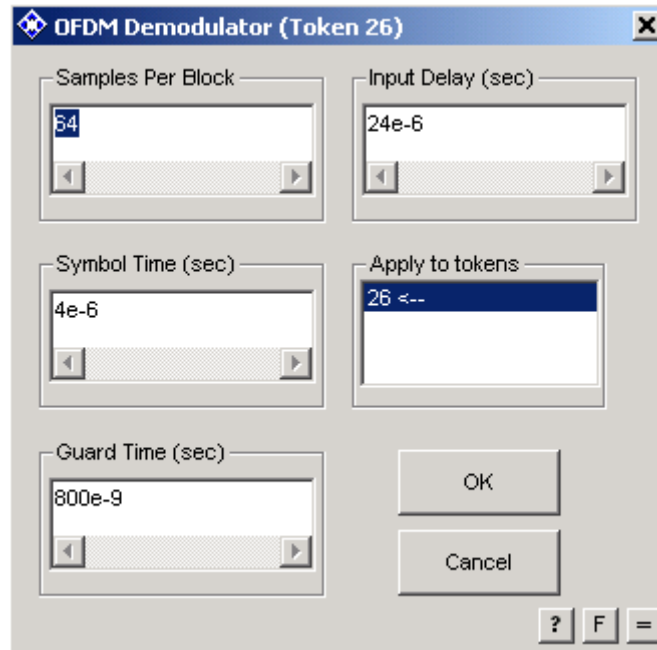 OFDM Demodulator (Token 26)
Samples Per Block
64
Input Delay (sec)
24e-6
Symbol Time (sec)
4e-6
Apply to tokens
26 <--
Guard Time (sec)
800e-9
OK
Cancel
? F =